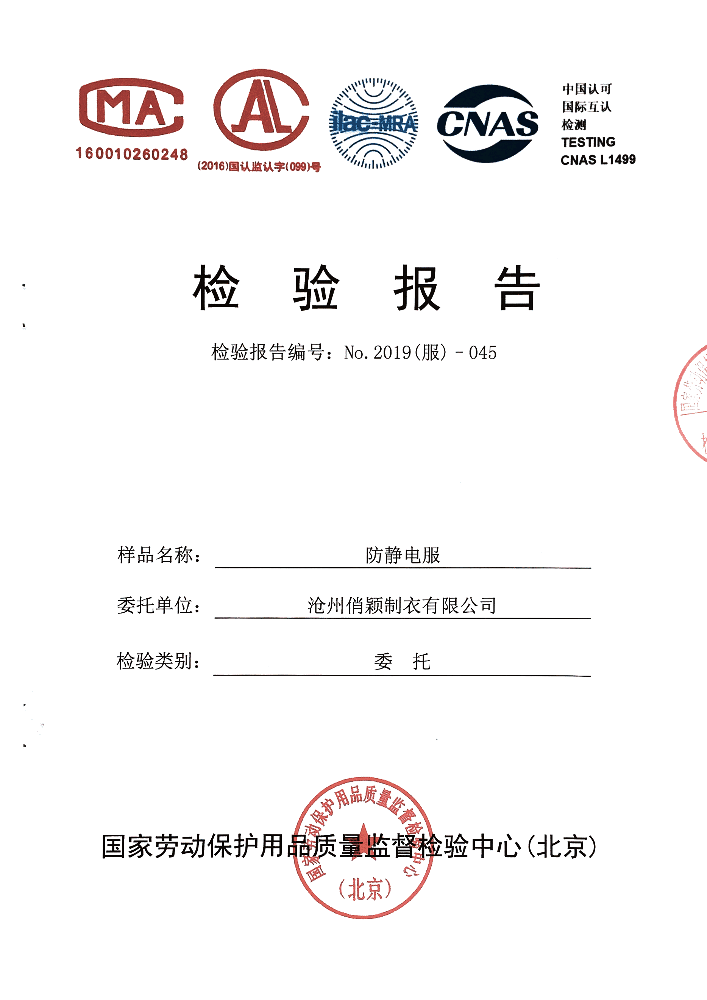 MA
160010260248
AL
(2016)国认监认字(099)号
ilac-MRA
CNAS
中国认可
国际互认
检测
TESTING
CNAS L1499
检验报告
检验报告编号：No.2019(服)-045
国家劳动保
样品名称：防静电服
委托单位：沧州俏颖制衣有限公司
检验类别：委 托
国家劳动保护用品质量监督检验中心(北京)
国家劳动保护用品质量监督检验中心
(北京)